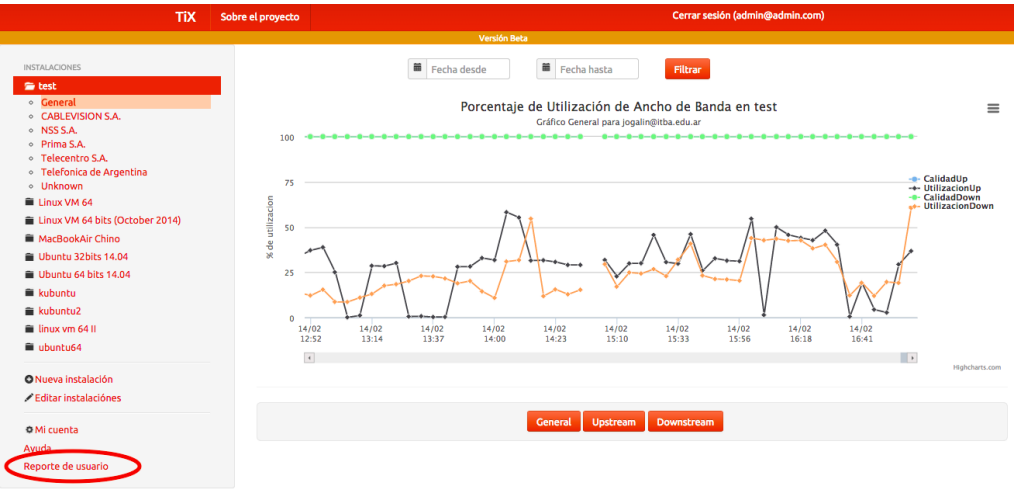 TiX Sobre el proyecto Cerrar sesión (admin@admin.com)
Versión Beta
INSTALACIONES
test
General
CABLEVISION S.A.
NSS S.A.
Prima S.A.
Telecentro S.A.
Telefonica de Argentina
Unknown
Linux VM 64
Linux VM 64 bits (October 2014)
MacBookAir Chino
Ubuntu 32bits 14.04
Ubuntu 64 bits 14.04
kubuntu
kubuntu2
linux vm 64 II
ubuntu64
Nueva instalación
Editar instalaciónes
Mi cuenta
Ayuda
Reporte de usuario
Fecha desde Fecha hasta Filtrar
Porcentaje de Utilización de Ancho de Banda en test
Gráfico General para jogalin@itba.edu.ar
% de utilizacion
100
75
50
25
0
14/02 14/02 14/02 14/02 14/02 14/02 14/02 14/02 14/02 14/02
12:52 13:14 13:37 14:00 14:23 15:10 15:33 15:56 16:18 16:41
CalidadUp
UtilizacionUp
CalidadDown
UtilizacionDown
Highcharts.com
General Upstream Downstream